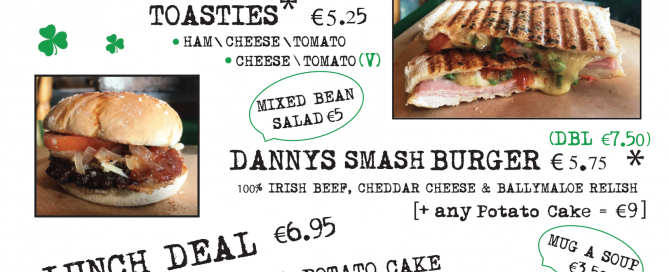 TOASTIES* €5.25
• HAM\CHEESE\TOMATO
• CHEESE\TOMATO(V)
MIXED BEAN
SALAD €5
(DBL €7.50)
DANNYS SMASH BURGER €5.75 *
100% IRISH BEEF, CHEDDAR CHEESE & BALLYMALOE RELISH
[+ any Potato Cake = €9]
LUNCH DEAL €6.95
POTATO CAKE
MUG A SOUP
€3.50